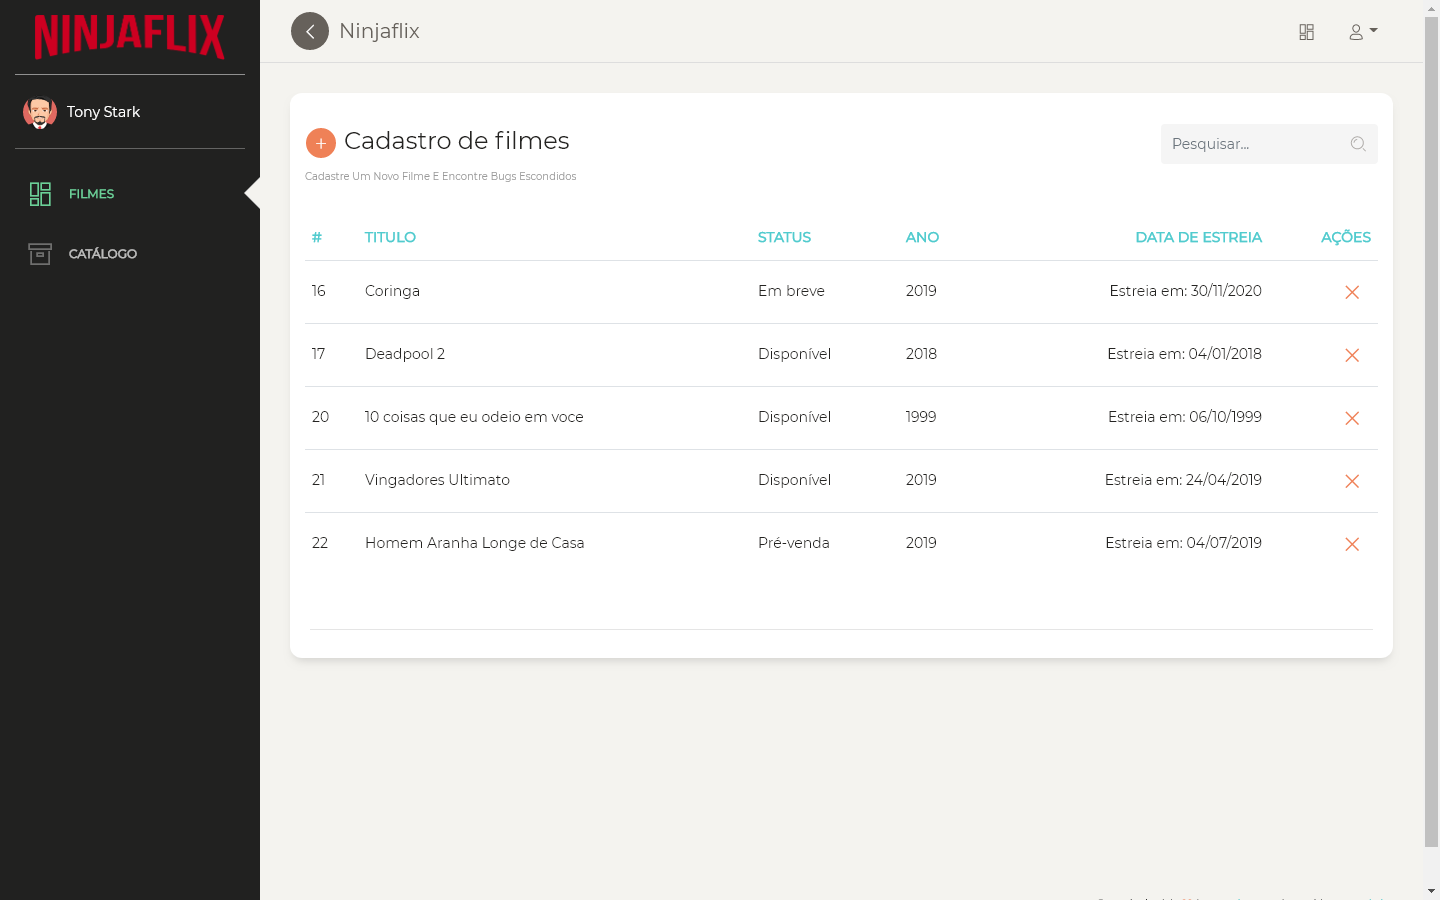 NINJAFLIX
Ninjaflix
Tony Stark
FILMES
CATÁLOGO
+ Cadastro de filmes
Pesquisar...
Cadastre Um Novo Filme E Encontre Bugs Escondidos
# TITULO STATUS ANO DATA DE ESTREIA AÇÕES
16 Coringa Em breve 2019 Estreia em: 30/11/2020
17 Deadpool 2 Disponível 2018 Estreia em: 04/01/2018
20 10 coisas que eu odeio em voce Disponível 1999 Estreia em: 06/10/1999
21 Vingadores Ultimato Disponível 2019 Estreia em: 24/04/2019
22 Homem Aranha Longe de Casa Pré-venda 2019 Estreia em: 04/07/2019